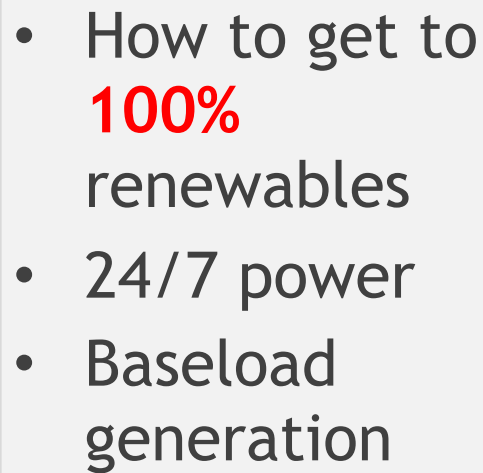 • How to get to
100%
renewables
• 24/7 power
• Baseload
generation